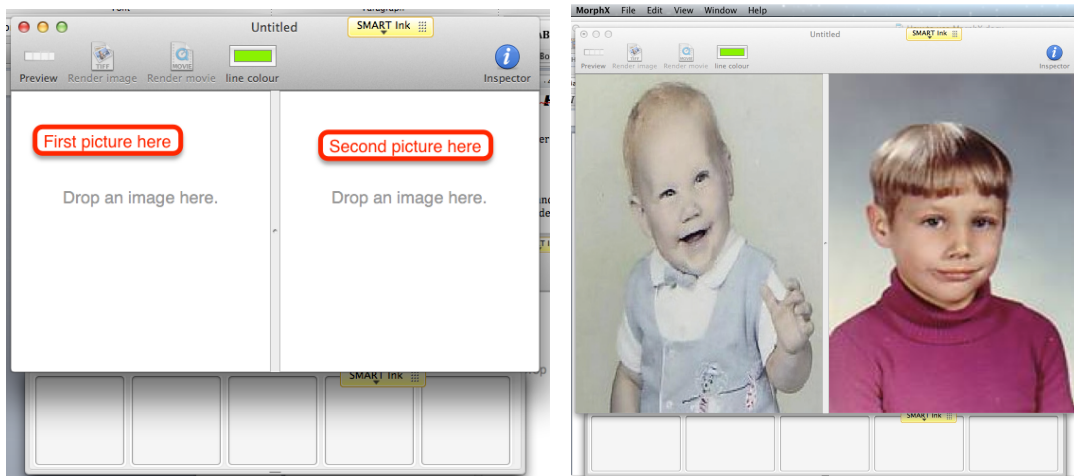 Untitled
SMART Ink
Preview Render image Render movie line colour Inspector
First picture here
Second picture here
Drop an image here.
Drop an image here.
SMART Ink
MorphX File Edit View Window Help
Untitled
SMART Ink
Preview Render image Render movie line colour Inspector
SMART Ink